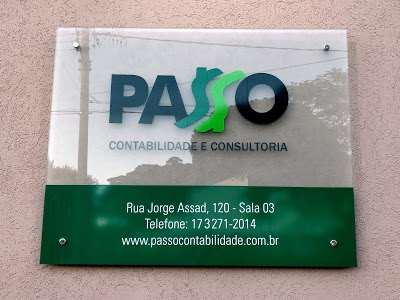 PASSO
CONTABILIDADE E CONSULTORIA
Rua Jorge Assad, 120 - Sala 03
Telefone: 17 3271-2014
www.passocontabilidade.com.br